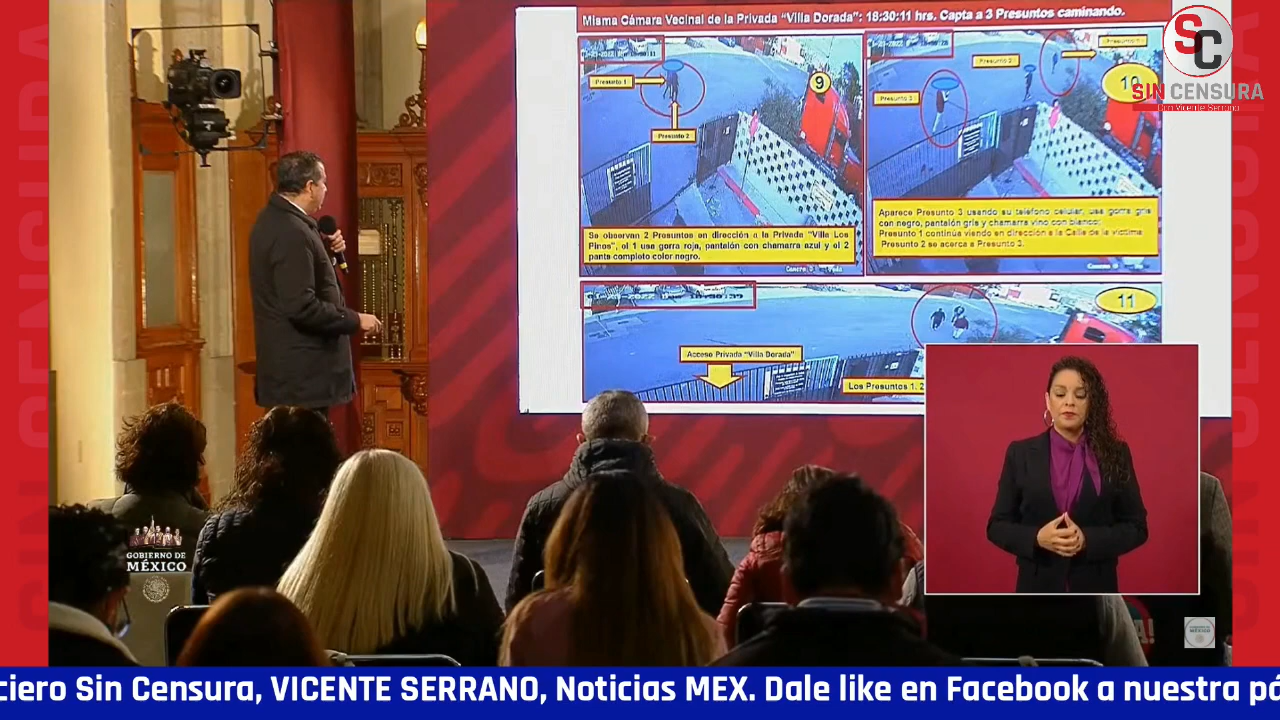 Misma Cámara Vecinal de la Privada “Villa Dorada”: 18:30:11 hrs. Capta a 3 Presuntos caminando.
Presunto 1
Presunto 2
9
Se observan 2 Presuntos en dirección a la Privada “Villa Los
Pinos”, el 1 usa gorra roja, pantalón con chamarra azul y el 2
pants completo color negro.
Presunto 2
Presunto 3
10
Aparece Presunto 3 usando su teléfono celular, usa gorra gris
con negro, pantalón gris y chamarra vino con blanco;
Presunto 1 continúa viendo en dirección a la Calle de la víctima
Presunto 2 se acerca a Presunto 3.
11
Acceso Privada “Villa Dorada”
Los Presuntos 1, 2
SC
SIN CENSURA
Con Vicente Serrano
GOBIERNO DE
MÉXICO
ciero Sin Censura, VICENTE SERRANO, Noticias MEX. Dale like en Facebook a nuestra pá